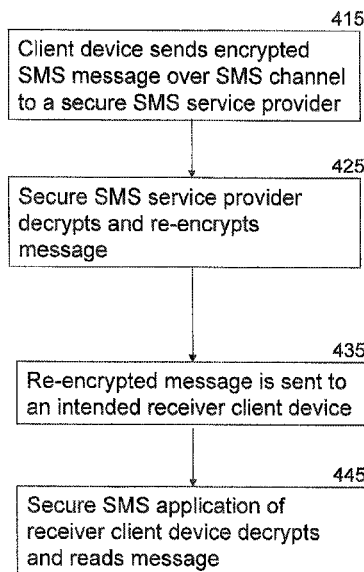 415
Client device sends encrypted
SMS message over SMS channel
to a secure SMS service provider
425
Secure SMS service provider
decrypts and re-encrypts
message
435
Re-encrypted message is sent to
an intended receiver client device
445
Secure SMS application of
receiver client device decrypts
and reads message